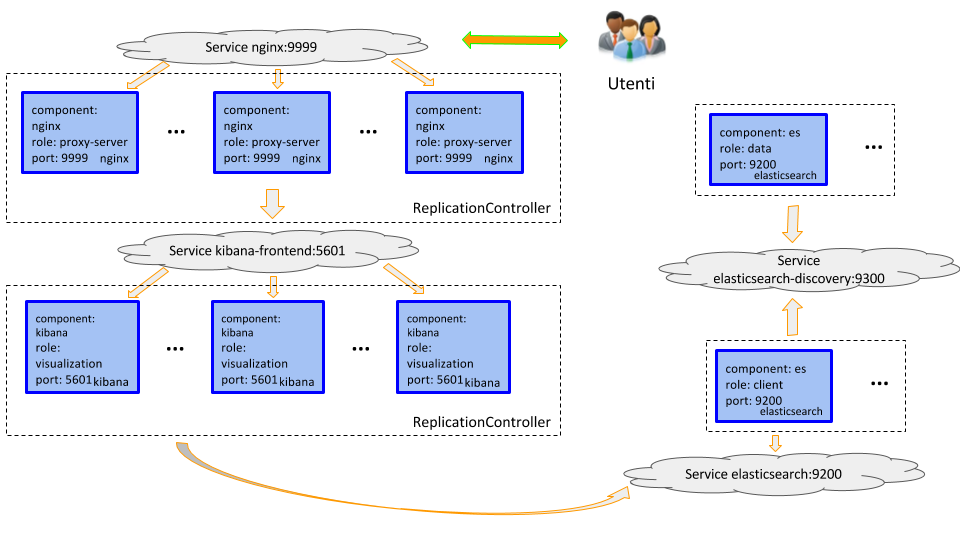 Service nginx:9999
Utenti
component:
nginx
role: proxy-server
port: 9999 nginx
...
component:
nginx
role: proxy-server
port: 9999 nginx
...
component:
nginx
role: proxy-server
port: 9999 nginx
ReplicationController
Service kibana-frontend:5601
component:
kibana
role:
visualization
port: 5601 kibana
...
component:
kibana
role:
visualization
port: 5601 kibana
...
component:
kibana
role:
visualization
port: 5601 kibana
ReplicationController
component: es
role: data
port: 9200
elasticsearch
...
Service
elasticsearch-discovery:9300
component: es
role: client
port: 9200
elasticsearch
...
Service elasticsearch:9200